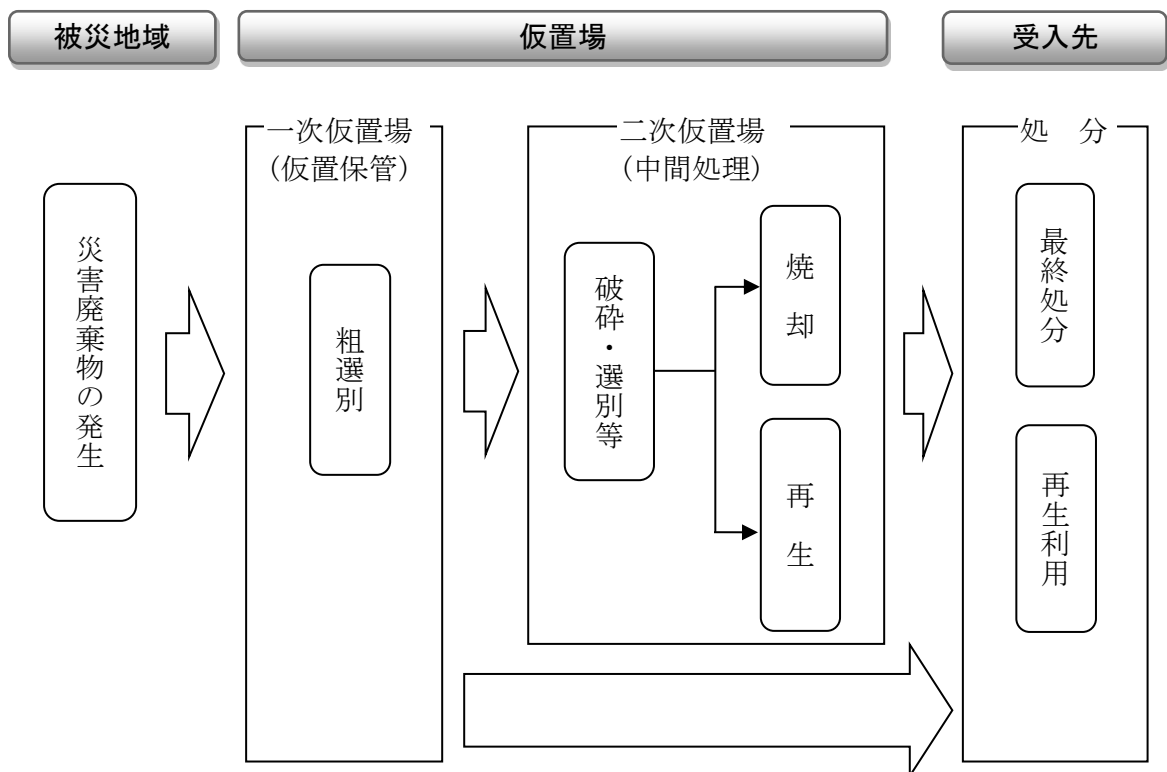 被災地域
仮置場
受入先
一次仮置場
(仮置保管)
二次仮置場
(中間処理)
処　分
災害廃棄物の発生
粗選別
破砕・選別等
焼却
再生
最終処分
再生利用